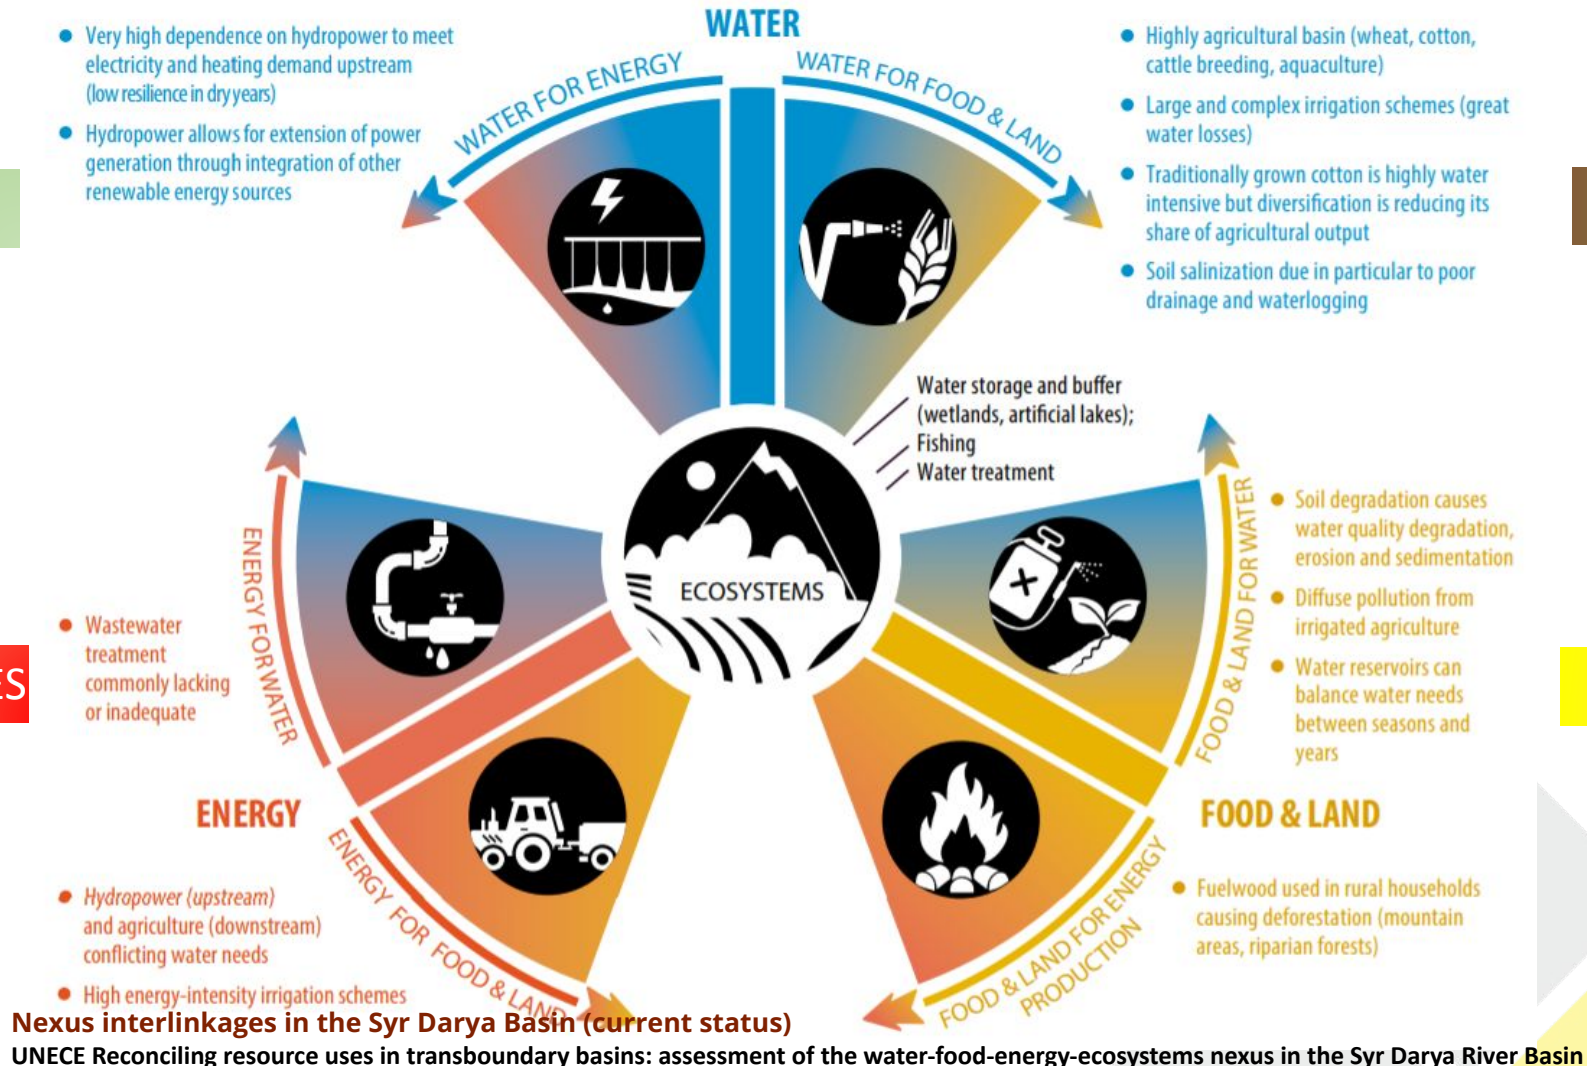 WATER
• Very high dependence on hydropower to meet
electricity and heating demand upstream
(low resilience in dry years)
• Hydropower allows for extension of power
generation through integration of other
renewable energy sources
WATER FOR ENERGY
WATER FOR FOOD & LAND
• Highly agricultural basin (wheat, cotton,
cattle breeding, aquaculture)
• Large and complex irrigation schemes (great
water losses)
• Traditionally grown cotton is highly water
intensive but diversification is reducing its
share of agricultural output
• Soil salinization due in particular to poor
drainage and waterlogging
Water storage and buffer
(wetlands, artificial lakes);
Fishing
Water treatment
ECOSYSTEMS
ENERGY FOR WATER
• Wastewater
treatment
commonly lacking
or inadequate
ES
FOOD & LAND FOR WATER
• Soil degradation causes
water quality degradation,
erosion and sedimentation
• Diffuse pollution from
irrigated agriculture
• Water reservoirs can
balance water needs
between seasons and
years
ENERGY
ENERGY FOR FOOD & LAND
• Hydropower (upstream)
and agriculture (downstream)
conflicting water needs
• High energy-intensity irrigation schemes
FOOD & LAND
FOOD & LAND FOR ENERGY
PRODUCTION
• Fuelwood used in rural households
causing deforestation (mountain
areas, riparian forests)
Nexus interlinkages in the Syr Darya Basin (current status)
UNECE Reconciling resource uses in transboundary basins: assessment of the water-food-energy-ecosystems nexus in the Syr Darya River Basin